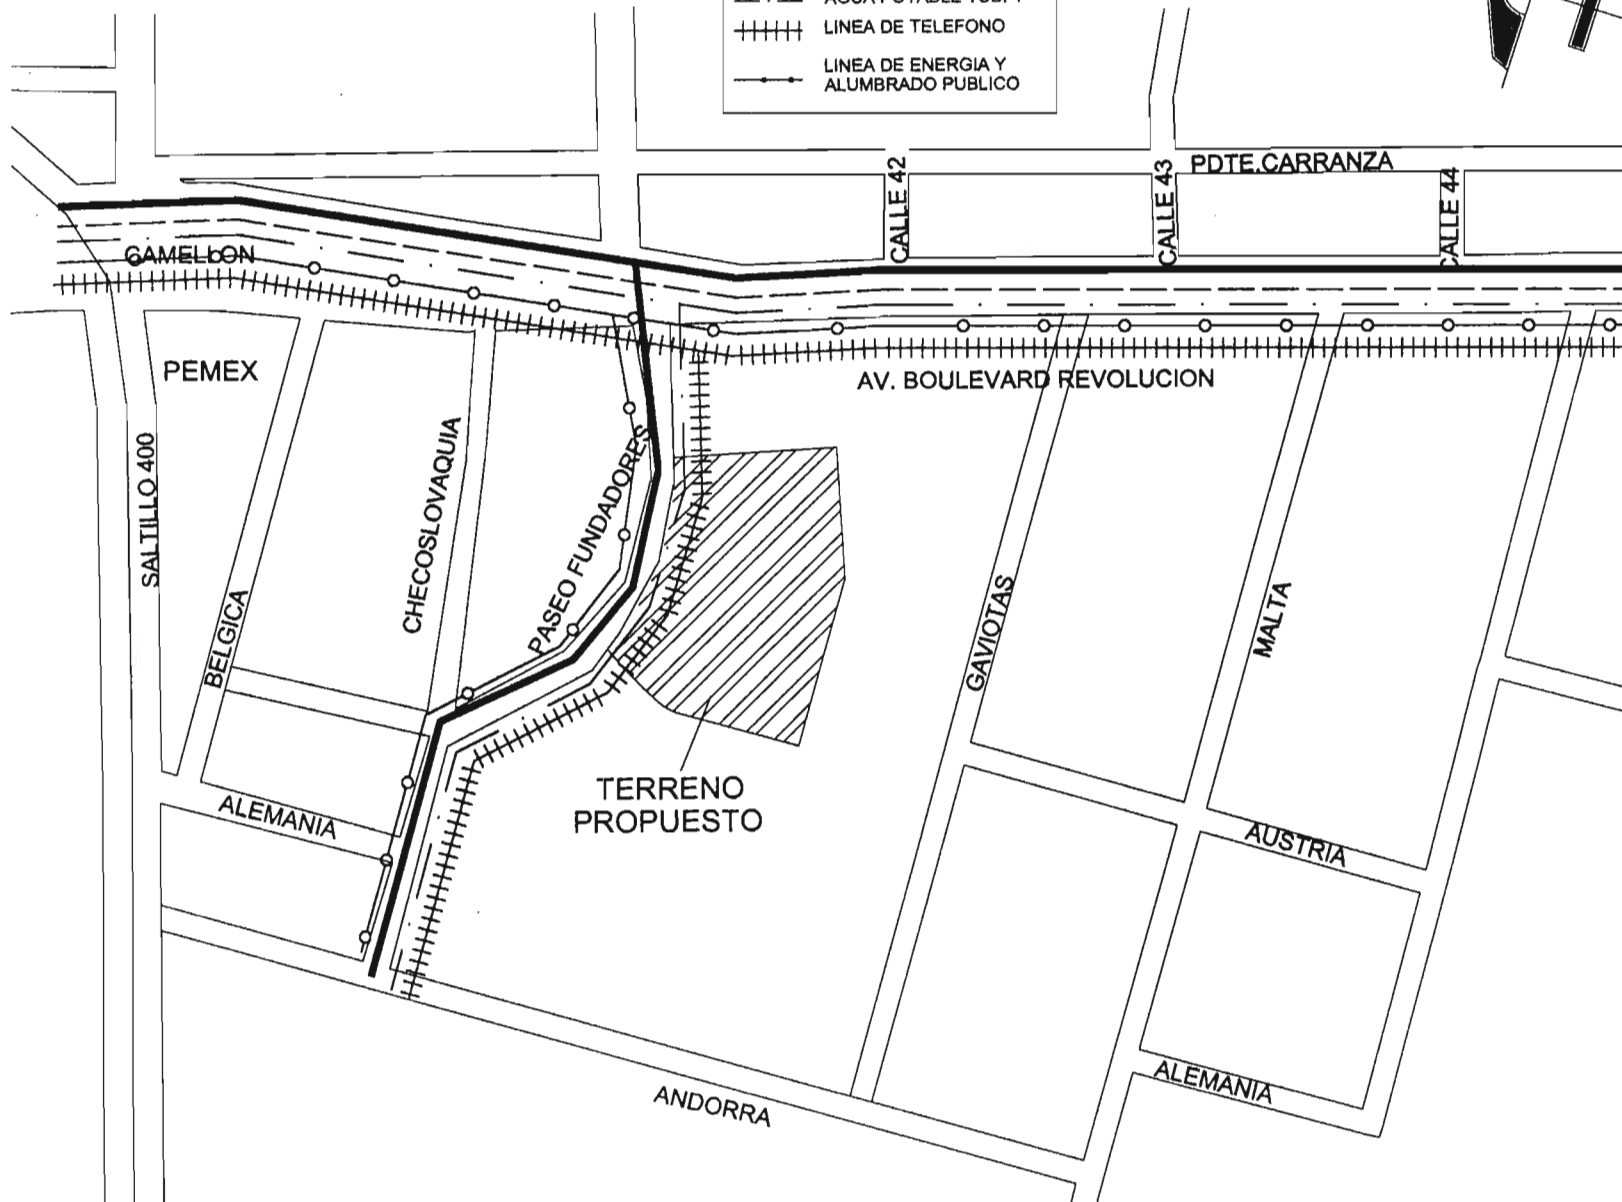 LINEA DE TELEFONO
LINEA DE ENERGIA Y
ALUMBRADO PUBLICO
PDTE.CARRANZA
CALLE 42
CALLE 43
CALLE 44
CAMELLON
PEMEX
AV. BOULEVARD REVOLUCION
SALTILLO 400
CHECOSLOVAQUIA
PASEO FUNDADORES
BELGICA
GAVIOTAS
MALTA
TERRENO
PROPUESTO
ALEMANIA
AUSTRIA
ALEMANIA
ANDORRA